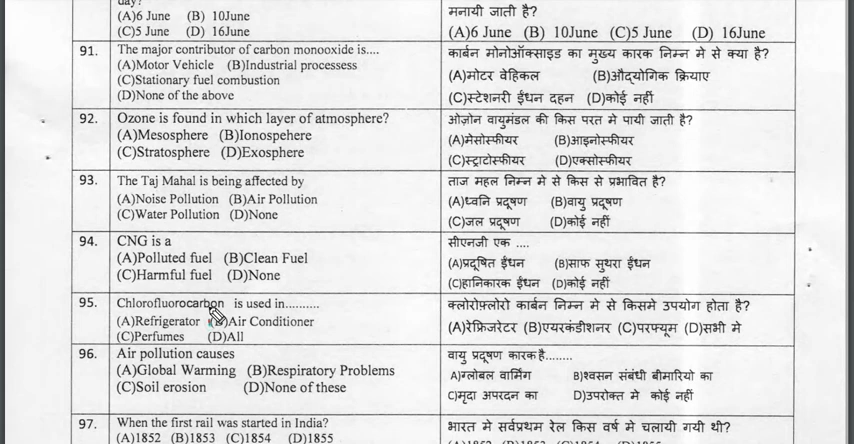 day?
(A)6 June (B) 10June
(C)5 June (D) 16June
मनायी जाती है?
(A)6 June (B) 10June (C)5 June (D) 16June
91.
The major contributor of carbon monooxide is....
(A)Motor Vehicle (B)Industrial processess
(C)Stationary fuel combustion
(D)None of the above
कार्बन मोनोऑक्साइड का मुख्य कारक निम्न मे से क्या है?
(A)मोटर वेहिकल (B)औद्योगिक क्रियाए
(C)स्टेशनरी ईंधन दहन (D)कोई नहीं
92.
Ozone is found in which layer of atmosphere?
(A)Mesosphere (B)Ionospehere
(C)Stratosphere (D)Exosphere
ओज़ोन वायुमंडल की किस परत मे पायी जाती है?
(A)मेसोस्फीयर (B)आइनोस्फीयर
(C)स्ट्राटोस्फीयर (D)एक्सोस्फीयर
93.
The Taj Mahal is being affected by
(A)Noise Pollution (B)Air Pollution
(C)Water Pollution (D)None
ताज महल निम्न मे से किस से प्रभावित है?
(A)ध्वनि प्रदूषण (B)वायु प्रदूषण
(C)जल प्रदूषण (D)कोई नहीं
94.
CNG is a
(A)Polluted fuel (B)Clean Fuel
(C)Harmful fuel (D)None
सीएनजी एक ....
(A)प्रदूषित ईंधन (B)साफ सुथरा ईंधन
(C)हानिकारक ईंधन (D)कोई नहीं
95.
Chlorofluorocarbon is used in..........
(A)Refrigerator (B)Air Conditioner
(C)Perfumes (D)All
क्लोरोफ़्लोरो कार्बन निम्न मे से किसमे उपयोग होता है?
(A)रेफ्रिजरेटर (B)एयरकंडीशनर (C)परफ्यूम (D)सभी मे
96.
Air pollution causes
(A)Global Warming (B)Respiratory Problems
(C)Soil erosion (D)None of these
वायु प्रदूषण कारक है........
A)ग्लोबल वार्मिंग B)श्वसन संबंधी बीमारियो का
C)मृदा अपरदन का D)उपरोक्त मे कोई नहीं
97.
When the first rail was started in India?
(A)1852 (B)1853 (C)1854 (D)1855
भारत मे सर्वप्रथम रेल किस वर्ष मे चलायी गयी थी?
(A)1852 (B)1853 (C)1854 (D)1855